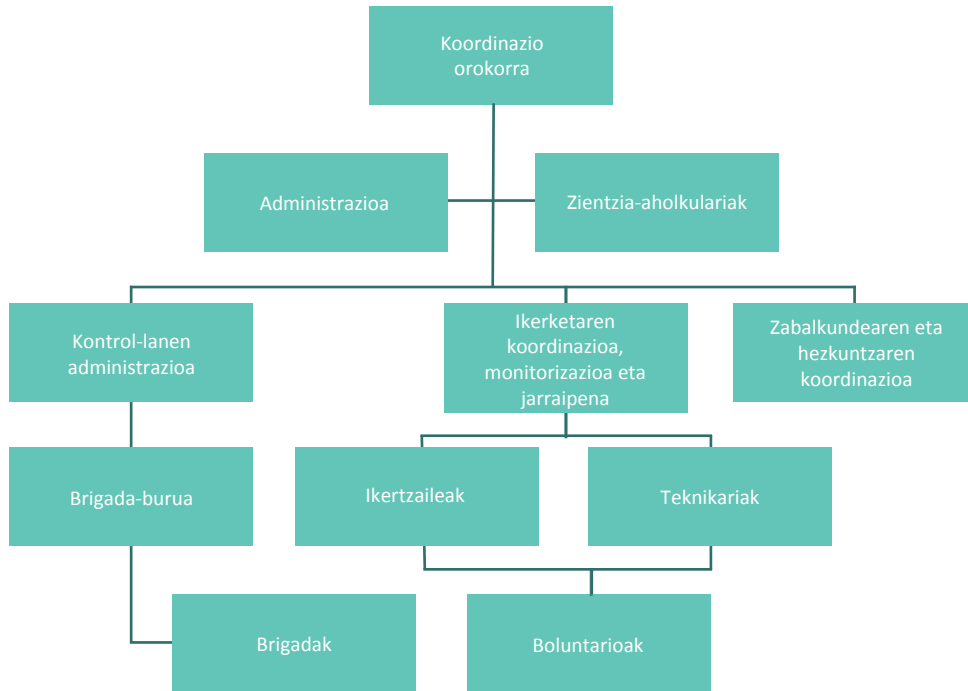 Koordinazio
orokorra
Administrazioa
Zientzia-aholkulariak
Kontrol-lanen
administrazioa
Ikerketaren
koordinazioa,
monitorizazioa eta
jarraipena
Zabalkundearen eta
hezkuntzaren
koordinazioa
Brigada-burua
Ikertzaileak
Teknikariak
Brigadak
Boluntarioak